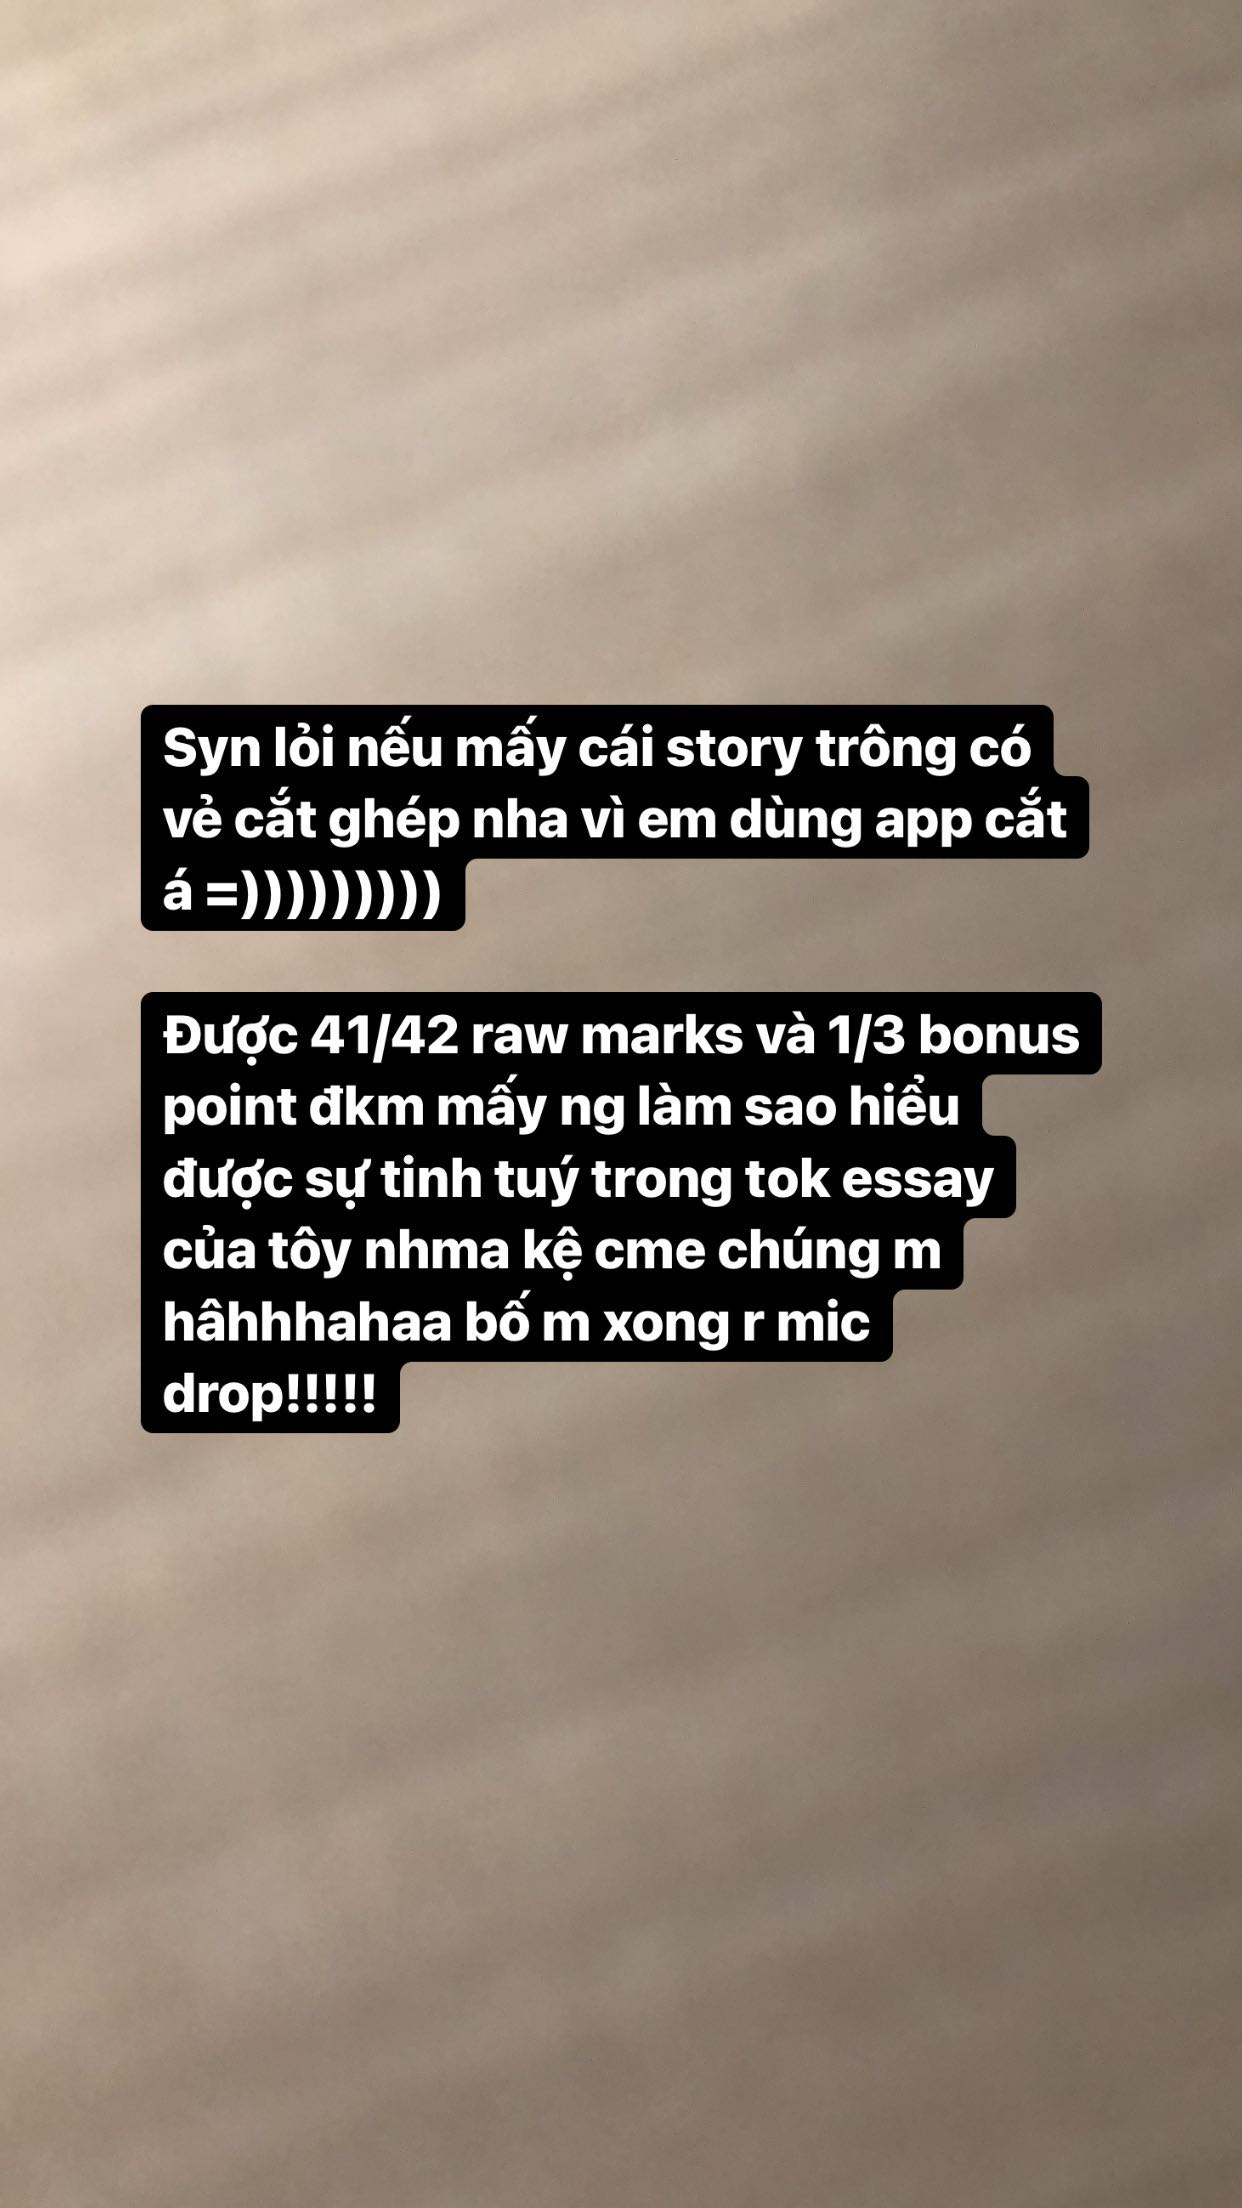 Syn lỏi nếu mấy cái story trông có
vẻ cắt ghép nha vì em dùng app cắt
á =)))))))))
Được 41/42 raw marks và 1/3 bonus
point đkm mấy ng làm sao hiểu
được sự tinh tuý trong tok essay
của tôy nhma kệ cme chúng m
hâhhhahaa bố m xong r mic
drop!!!!!